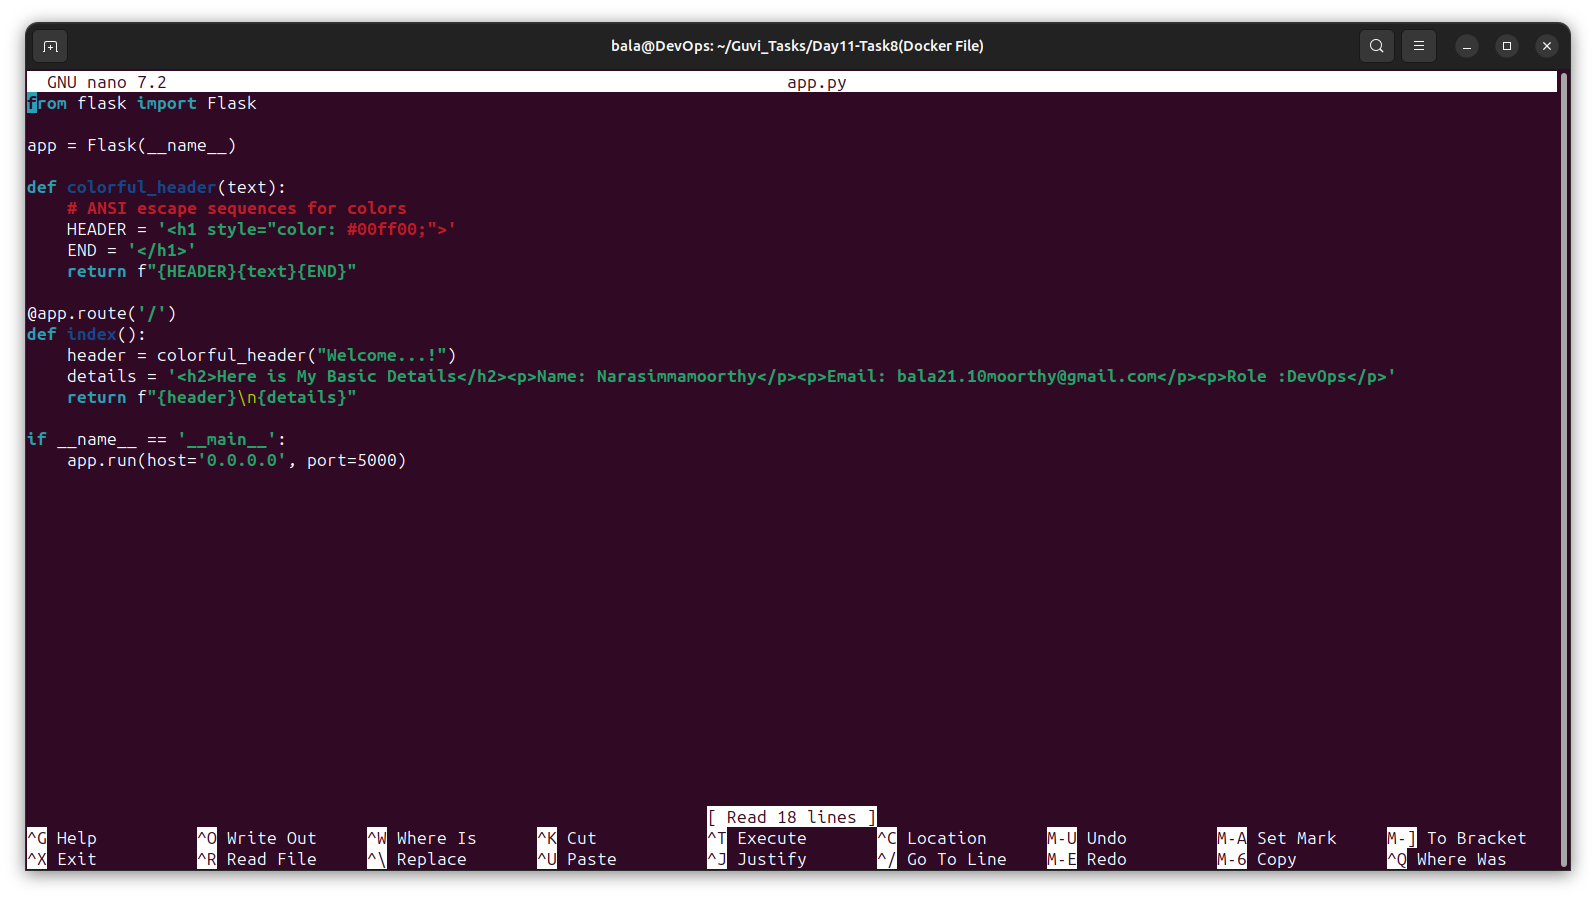 bala@DevOps: ~/Guvi_Tasks/Day11-Task8(Docker File)
GNU nano 7.2 app.py
from flask import Flask
app = Flask(__name__)
def colorful_header(text):
    # ANSI escape sequences for colors
    HEADER = '<h1 style="color: #00ff00;">'
    END = '</h1>'
    return f"{HEADER}{text}{END}"
@app.route('/')
def index():
    header = colorful_header("Welcome...!")
    details = '<h2>Here is My Basic Details</h2><p>Name: Narasimmamoorthy</p><p>Email: bala21.10moorthy@gmail.com</p><p>Role :DevOps</p>'
    return f"{header}\n{details}"
if __name__ == '__main__':
    app.run(host='0.0.0.0', port=5000)
[ Read 18 lines ]
^G Help ^O Write Out ^W Where Is ^K Cut ^T Execute ^C Location M-U Undo M-A Set Mark M-] To Bracket
^X Exit ^R Read File ^\ Replace ^U Paste ^J Justify ^/ Go To Line M-E Redo M-6 Copy ^Q Where Was